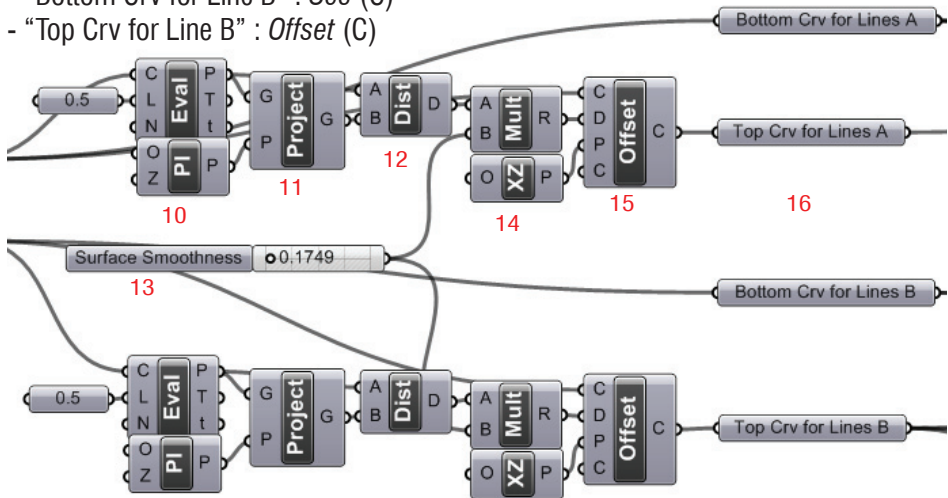 - “Top Crv for Line B” : Offset (C)
Bottom Crv for Lines A
C P
L Eval T
N t
O Pl P
Z
0.5
G Project G
P
A Dist D
B
A Mult R
B
O XZ P
C Offset C
D
P
C
Top Crv for Lines A
10
11
12
14
15
16
Surface Smoothness 0.1749
13
Bottom Crv for Lines B
C P
L Eval T
N t
O Pl P
Z
0.5
G Project G
P
A Dist D
B
A Mult R
B
O XZ P
C Offset C
D
P
C
Top Crv for Lines B